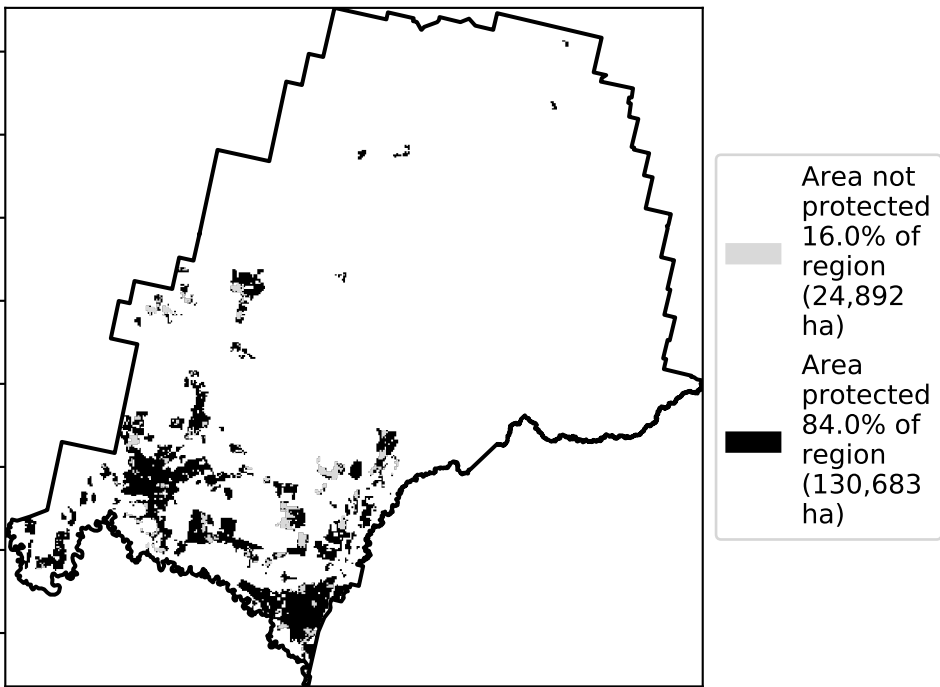 Area not
protected
16.0% of
region
(24,892
ha)
Area
protected
84.0% of
region
(130,683
ha)